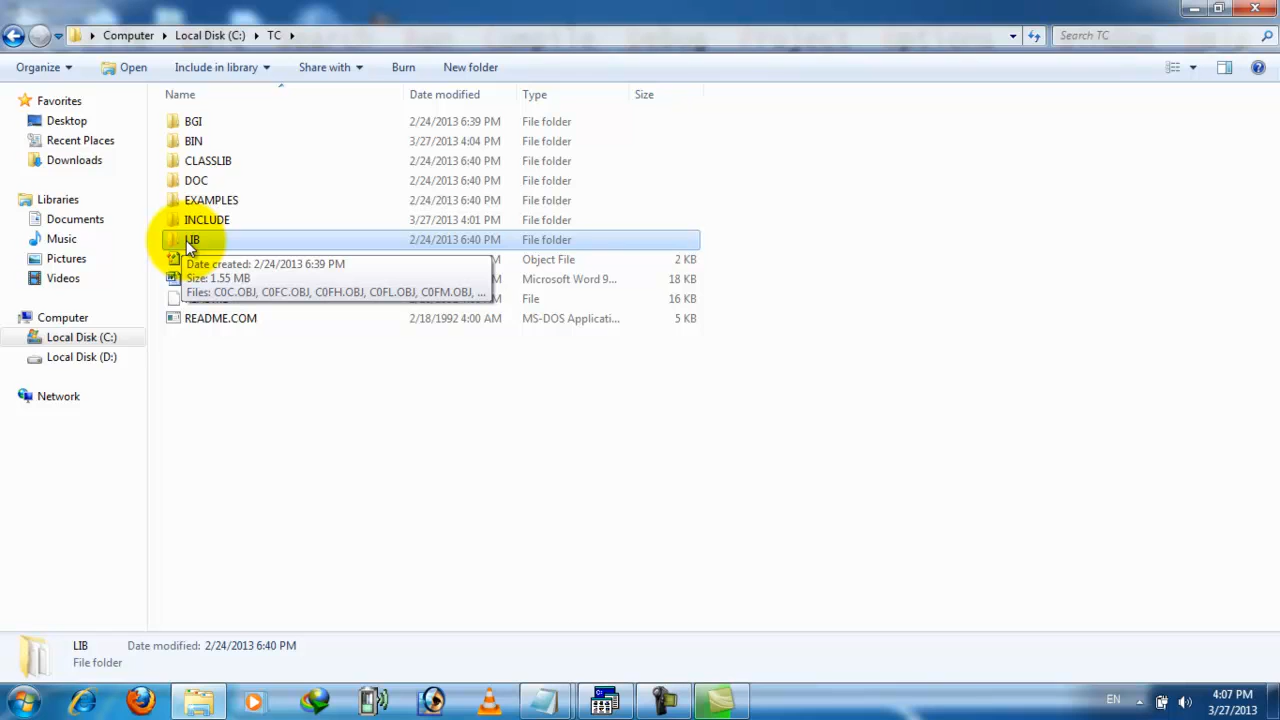 Computer Local Disk (C:) TC Search TC
Organize Open Include in library Share with Burn New folder
Name Date modified Type Size
Favorites
Desktop
Recent Places
Downloads
Libraries
Documents
Music
Pictures
Videos
Computer
Local Disk (C:)
Local Disk (D:)
Network
BGI 2/24/2013 6:39 PM File folder
BIN 3/27/2013 4:04 PM File folder
CLASSLIB 2/24/2013 6:40 PM File folder
DOC 2/24/2013 6:40 PM File folder
EXAMPLES 2/24/2013 6:40 PM File folder
INCLUDE 3/27/2013 4:01 PM File folder
LIB 2/24/2013 6:40 PM File folder
Object File 2 KB
Microsoft Word 9... 18 KB
File 16 KB
README.COM 2/18/1992 4:00 AM MS-DOS Applicati... 5 KB
Date created: 2/24/2013 6:39 PM
Size: 1.55 MB
Files: C0C.OBJ, C0FC.OBJ, C0FH.OBJ, C0FL.OBJ, C0FM.OBJ, ...
LIB Date modified: 2/24/2013 6:40 PM
File folder
EN 4:07 PM
3/27/2013